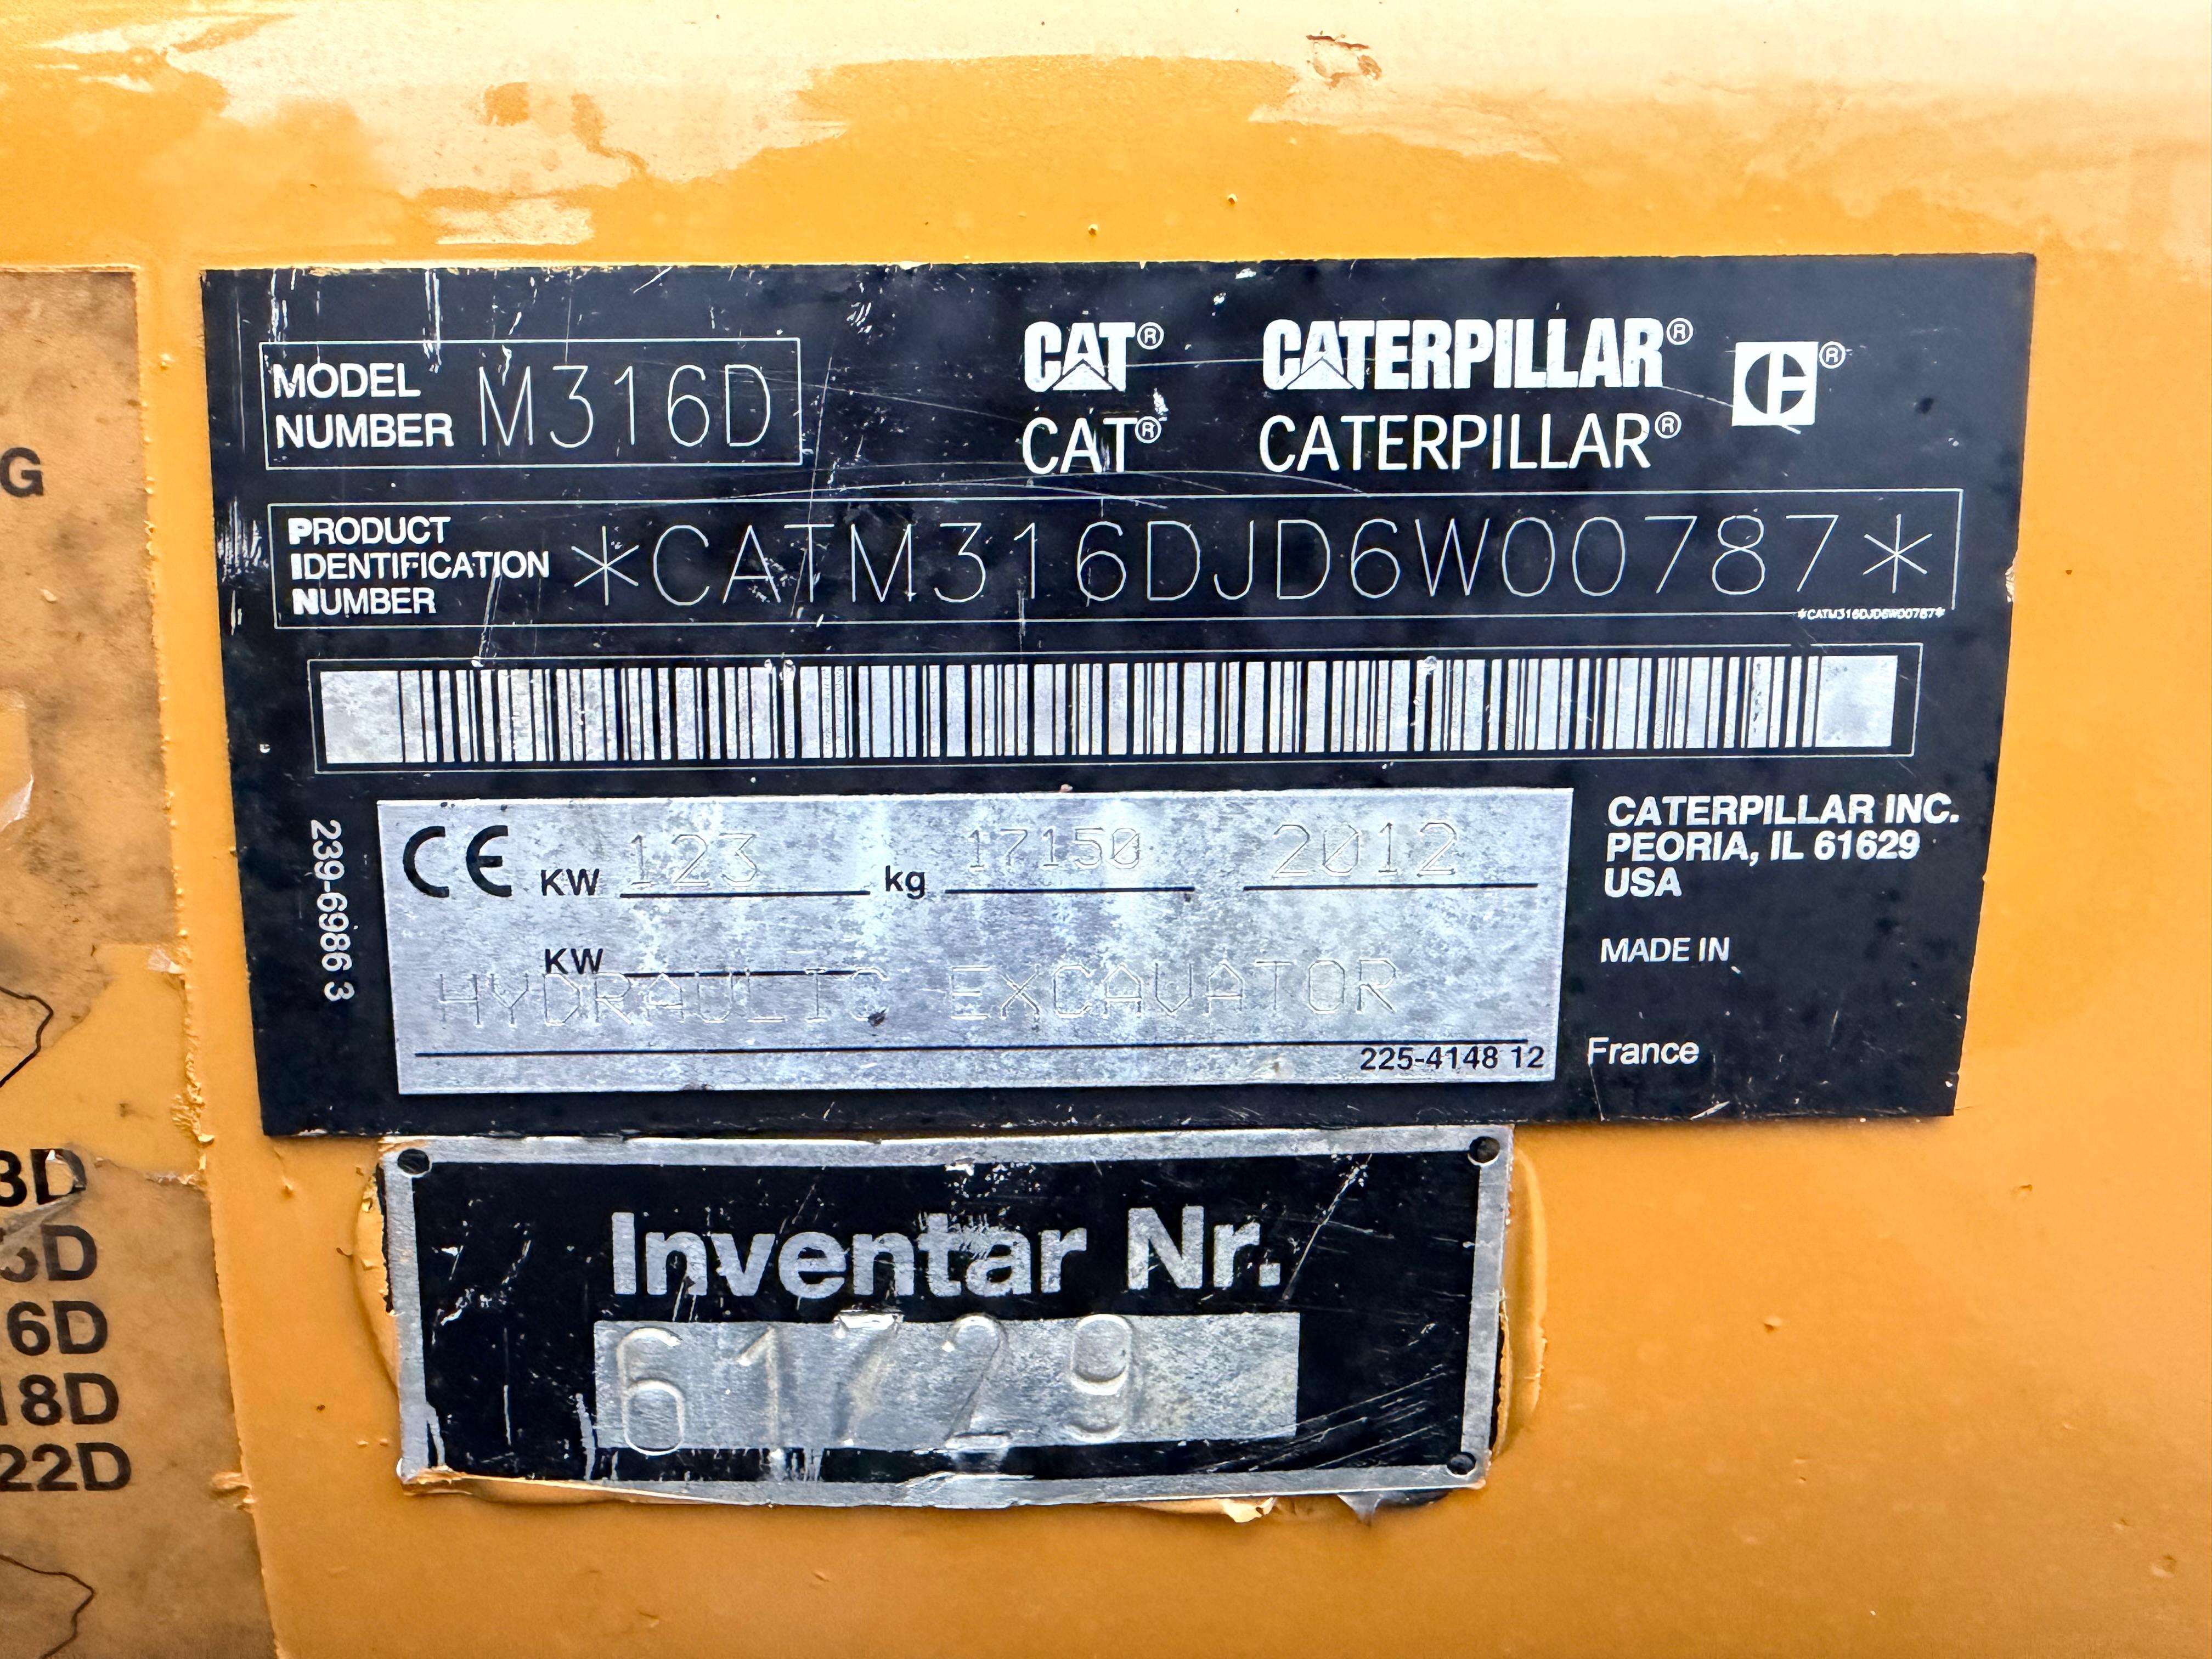 MODEL
NUMBER M316D
CAT® CATERPILLAR® ®
CAT® CATERPILLAR®
PRODUCT
IDENTIFICATION
NUMBER
*CATM316DJD6W00787*
*CATM316DJD6W00787*
239-6986 3
CE KW 123 kg 17150 2012
KW
HYDRAULIC EXCAVATOR
225-4148 12
CATERPILLAR INC.
PEORIA, IL 61629
USA
MADE IN
France
Inventar Nr.
61729
G
3D
6D
18D
22D